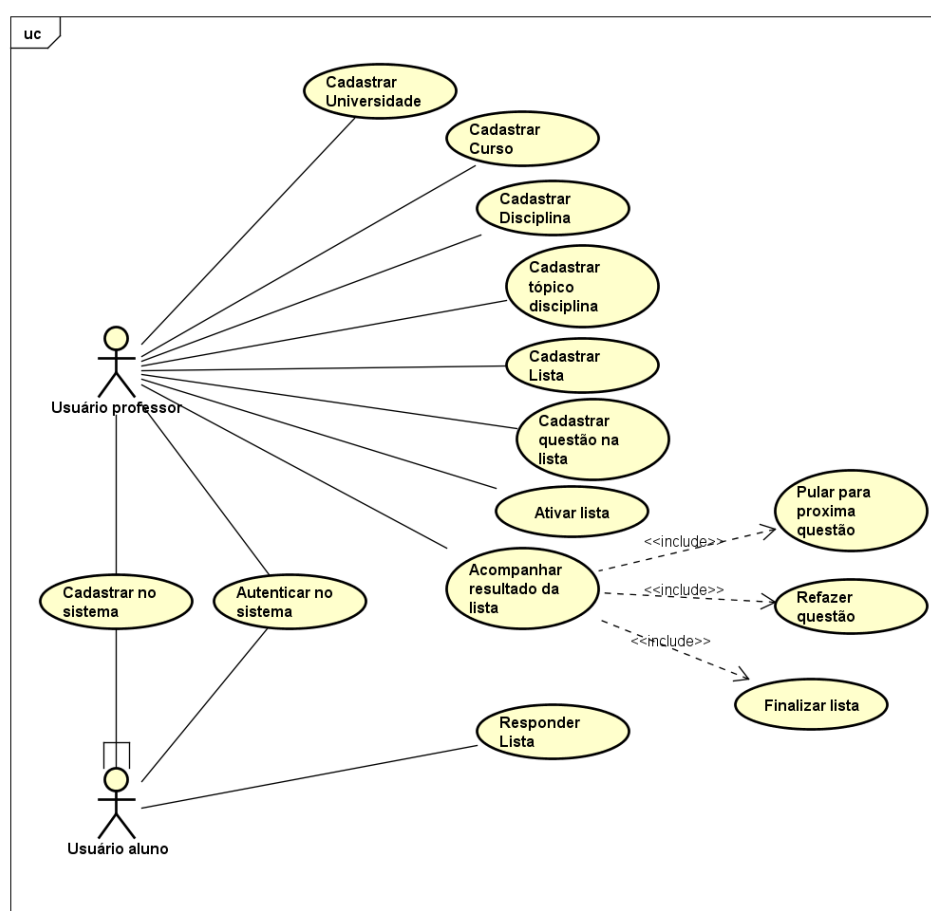 uc
Cadastrar
Universidade
Cadastrar
Curso
Cadastrar
Disciplina
Cadastrar
tópico
disciplina
Cadastrar
Lista
Usuário professor
Cadastrar
questão na
lista
Ativar lista
Pular para
proxima
questão
<<include>>
Acompanhar
resultado da
lista
<<include>>
Refazer
questão
<<include>>
Finalizar lista
Cadastrar no
sistema
Autenticar no
sistema
Responder
Lista
Usuário aluno